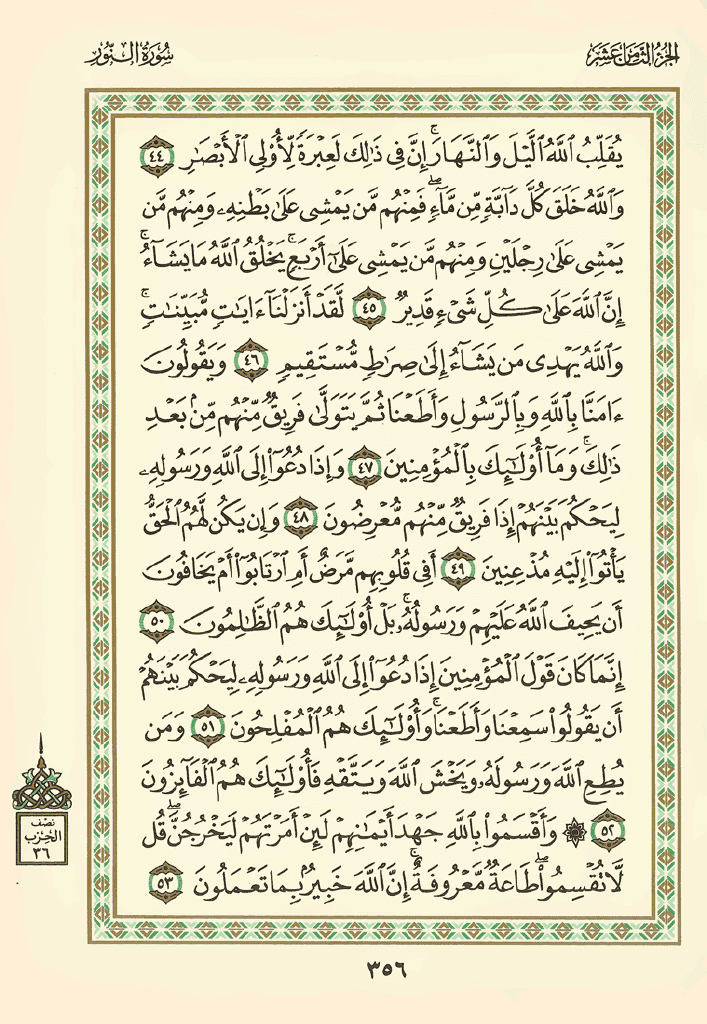 الجزء الثامن عشر
سورة النور
يُقَلِّبُ ٱللَّهُ ٱلَّيۡلَ وَٱلنَّهَارَۚ إِنَّ فِي ذَٰلِكَ لَعِبۡرَةٗ لِّأُوْلِي ٱلۡأَبۡصَٰرِ ٤٤
وَٱللَّهُ خَلَقَ كُلَّ دَآبَّةٖ مِّن مَّآءٖۖ فَمِنۡهُم مَّن يَمۡشِي عَلَىٰ بَطۡنِهِۦ وَمِنۡهُم مَّن
يَمۡشِي عَلَىٰ رِجۡلَيۡنِ وَمِنۡهُم مَّن يَمۡشِي عَلَىٰٓ أَرۡبَعٖۚ يَخۡلُقُ ٱللَّهُ مَا يَشَآءُۚ
إِنَّ ٱللَّهَ عَلَىٰ كُلِّ شَيۡءٖ قَدِيرٞ ٤٥ لَّقَدۡ أَنزَلۡنَآ ءَايَٰتٖ مُّبَيِّنَٰتٖۚ
وَٱللَّهُ يَهۡدِي مَن يَشَآءُ إِلَىٰ صِرَٰطٖ مُّسۡتَقِيمٖ ٤٦ وَيَقُولُونَ
ءَامَنَّا بِٱللَّهِ وَبِٱلرَّسُولِ وَأَطَعۡنَا ثُمَّ يَتَوَلَّىٰ فَرِيقٞ مِّنۡهُم مِّنۢ بَعۡدِ
ذَٰلِكَۚ وَمَآ أُوْلَٰٓئِكَ بِٱلۡمُؤۡمِنِينَ ٤٧ وَإِذَا دُعُوٓاْ إِلَى ٱللَّهِ وَرَسُولِهِۦ
لِيَحۡكُمَ بَيۡنَهُمۡ إِذَا فَرِيقٞ مِّنۡهُم مُّعۡرِضُونَ ٤٨ وَإِن يَكُن لَّهُمُ ٱلۡحَقُّ
يَأۡتُوٓاْ إِلَيۡهِ مُذۡعِنِينَ ٤٩ أَفِي قُلُوبِهِم مَّرَضٌ أَمِ ٱرۡتَابُوٓاْ أَمۡ يَخَافُونَ
أَن يَحِيفَ ٱللَّهُ عَلَيۡهِمۡ وَرَسُولُهُۥۚ بَلۡ أُوْلَٰٓئِكَ هُمُ ٱلظَّٰلِمُونَ ٥٠
إِنَّمَا كَانَ قَوۡلَ ٱلۡمُؤۡمِنِينَ إِذَا دُعُوٓاْ إِلَى ٱللَّهِ وَرَسُولِهِۦ لِيَحۡكُمَ بَيۡنَهُمۡ
أَن يَقُولُواْ سَمِعۡنَا وَأَطَعۡنَاۚ وَأُوْلَٰٓئِكَ هُمُ ٱلۡمُفۡلِحُونَ ٥١ وَمَن
يُطِعِ ٱللَّهَ وَرَسُولَهُۥ وَيَخۡشَ ٱللَّهَ وَيَتَّقۡهِ فَأُوْلَٰٓئِكَ هُمُ ٱلۡفَآئِزُونَ
٥٢ ۞ وَأَقۡسَمُواْ بِٱللَّهِ جَهۡدَ أَيۡمَٰنِهِمۡ لَئِنۡ أَمَرۡتَهُمۡ لَيَخۡرُجُنَّۖ قُل
لَّا تُقۡسِمُواْۖ طَاعَةٞ مَّعۡرُوفَةٌۚ إِنَّ ٱللَّهَ خَبِيرُۢ بِمَا تَعۡمَلُونَ ٥٣
نصف
الحزب
٣٦
٣٥٦